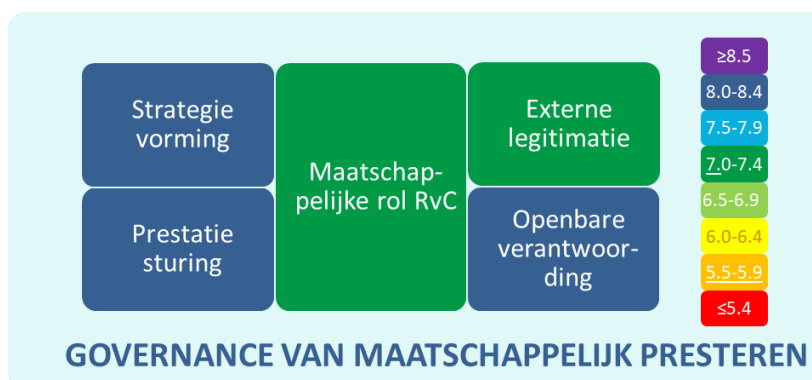 Strategie
vorming
Prestatie
sturing
Maatschap-
pelijke rol RvC
Externe
legitimatie
Openbare
verantwoor-
ding
≥8.5
8.0-8.4
7.5-7.9
7.0-7.4
6.5-6.9
6.0-6.4
5.5-5.9
≤5.4
GOVERNANCE VAN MAATSCHAPPELIJK PRESTEREN